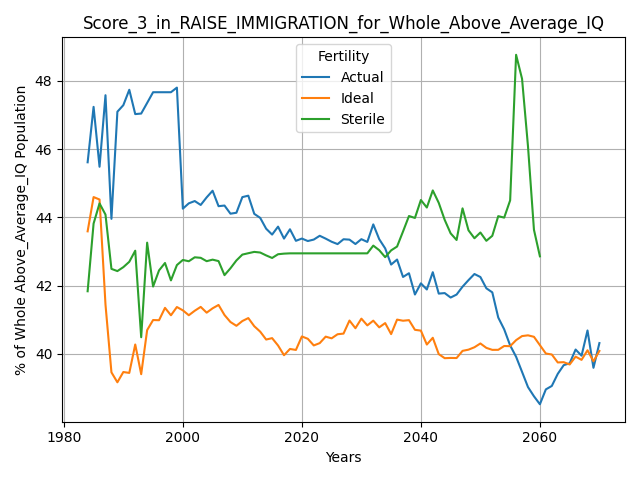 Score_3_in_RAISE_IMMIGRATION_for_Whole_Above_Average_IQ
Fertility
Actual
Ideal
Sterile
% of Whole Above_Average_IQ Population
48
46
44
42
40
1980
2000
2020
2040
2060
Years